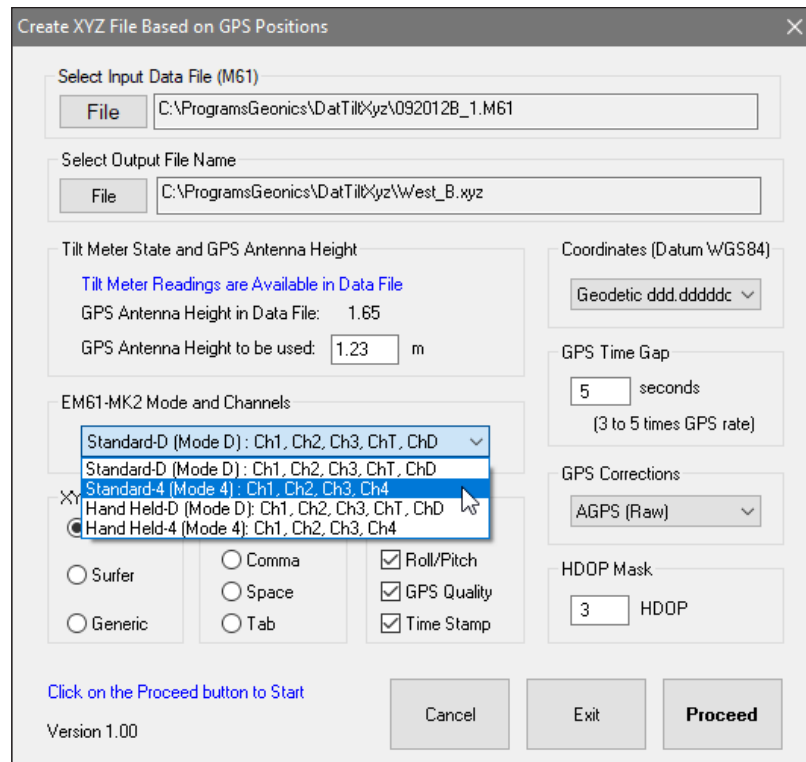 Create XYZ File Based on GPS Positions
Select Input Data File (M61)
File
C:\ProgramsGeonics\DatTiltXyz\092012B_1.M61
Select Output File Name
File
C:\ProgramsGeonics\DatTiltXyz\West_B.xyz
Tilt Meter State and GPS Antenna Height
Tilt Meter Readings are Available in Data File
GPS Antenna Height in Data File: 1.65
GPS Antenna Height to be used: 1.23 m
Coordinates (Datum WGS84)
Geodetic ddd.ddddd
GPS Time Gap
5 seconds
(3 to 5 times GPS rate)
EM61-MK2 Mode and Channels
Standard-D (Mode D) : Ch1, Ch2, Ch3, ChT, ChD
Standard-D (Mode D) : Ch1, Ch2, Ch3, ChT, ChD
Standard-4 (Mode 4) : Ch1, Ch2, Ch3, Ch4
Hand Held-D (Mode D): Ch1, Ch2, Ch3, ChT, ChD
Hand Held-4 (Mode 4): Ch1, Ch2, Ch3, Ch4
XY
Surfer
Generic
Comma
Space
Tab
Roll/Pitch
GPS Quality
Time Stamp
GPS Corrections
AGPS (Raw)
HDOP Mask
3 HDOP
Click on the Proceed button to Start
Version 1.00
Cancel
Exit
Proceed